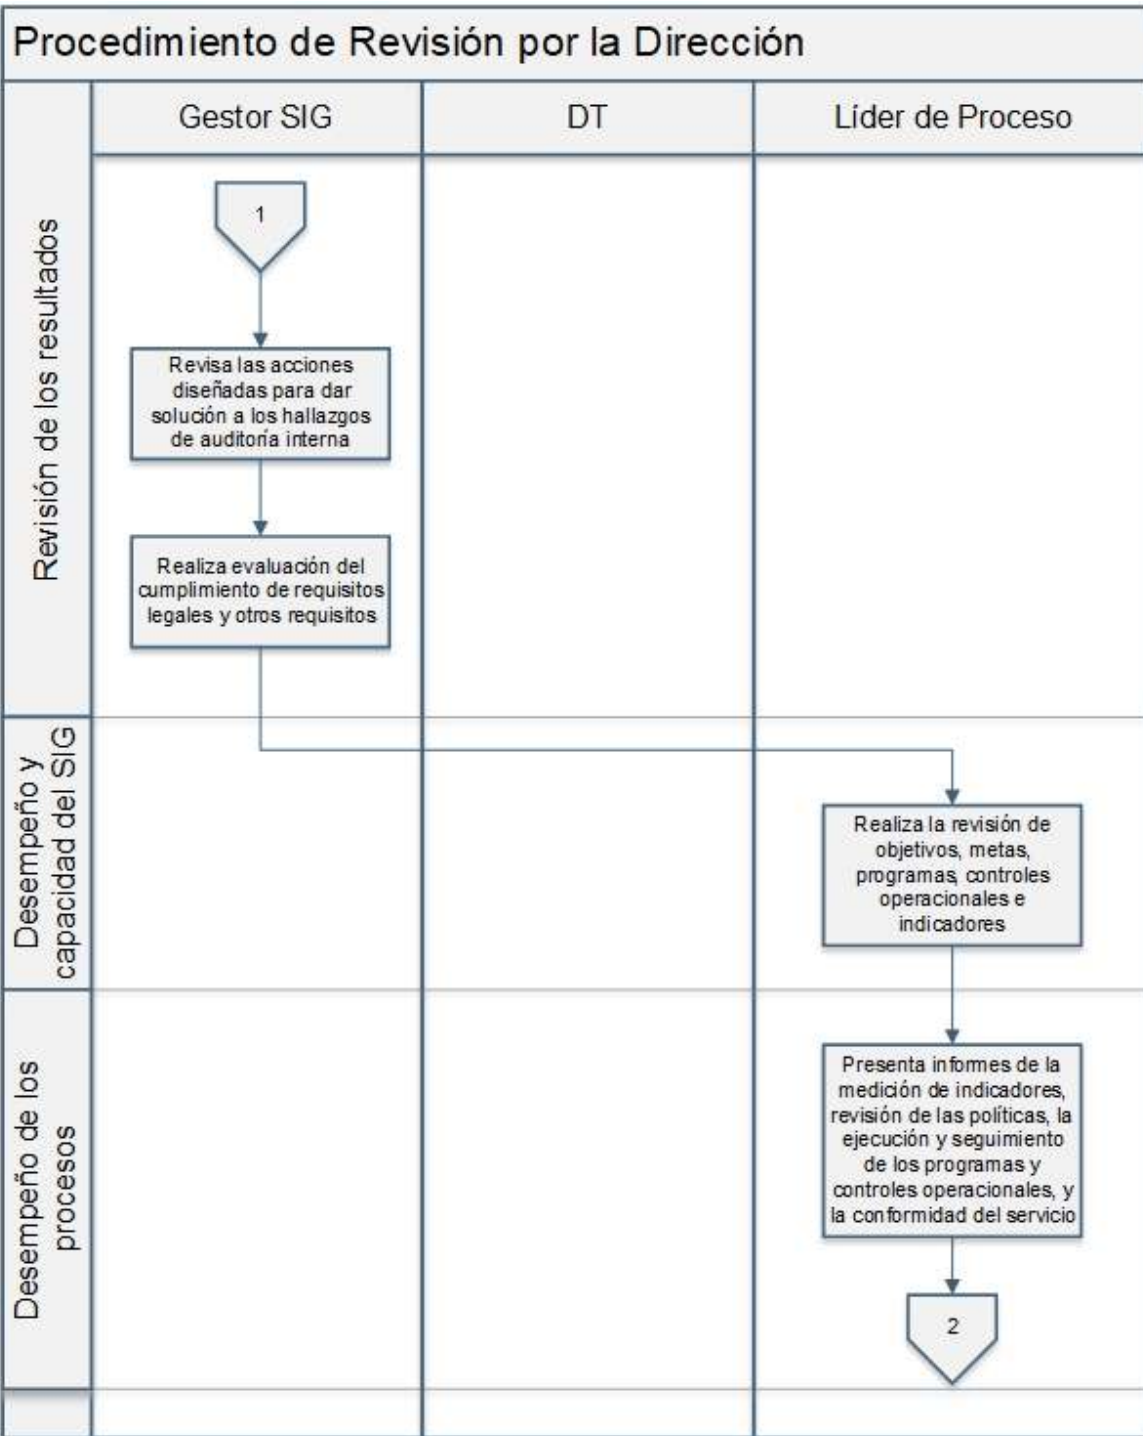 Procedimiento de Revisión por la Dirección
Gestor SIG
DT
Líder de Proceso
Revisión de los resultados
1
Revisa las acciones
diseñadas para dar
solución a los hallazgos
de auditoría interna
Realiza evaluación del
cumplimiento de requisitos
legales y otros requisitos
Desempeño y
capacidad del SIG
Realiza la revisión de
objetivos, metas,
programas, controles
operacionales e
indicadores
Desempeño de los
procesos
Presenta informes de la
medición de indicadores,
revisión de las políticas, la
ejecución y seguimiento
de los programas y
controles operacionales, y
la conformidad del servicio
2